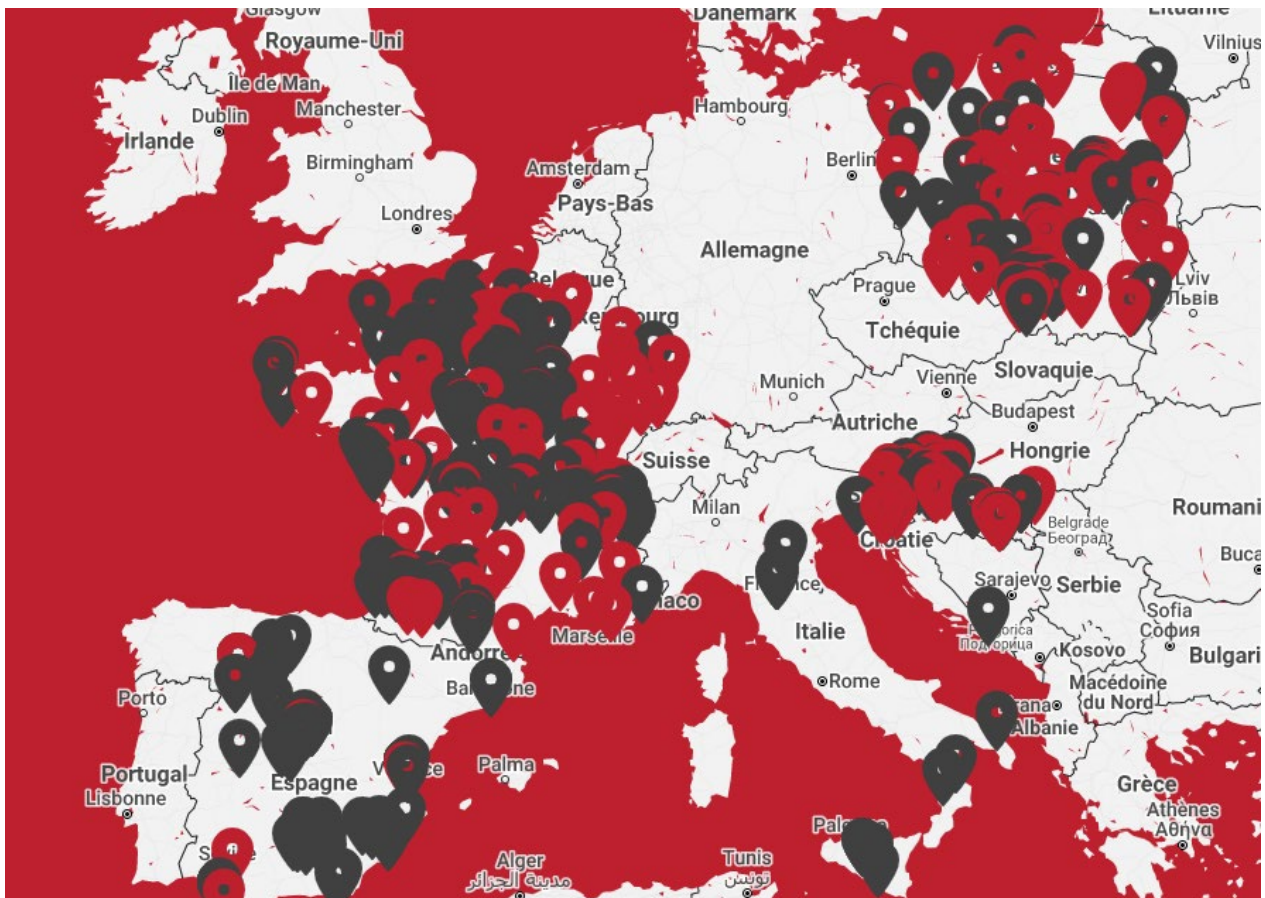 Glasgow
Danemark
Lituanie
Royaume-Uni
Vilnius
Île de Man
Dublin
Manchester
Hambourg
Irlande
Birmingham
Berlin
Amsterdam
Pays-Bas
Londres
Allemagne
Prague
Lviv
Львів
Tchéquie
Slovaquie
Munich
Vienne
Budapest
Autriche
Hongrie
Suisse
Milan
Roumani
Belgrade
Београд
Croatie
Buca
Sarajevo
Serbie
Sofia
София
Italie
Подгорица
Kosovo
Marseille
Bulgari
Andorre
Rome
Macédoine
du Nord
Porto
Albanie
Portugal
Espagne
Palma
Lisbonne
Grèce
Athènes
Αθήνα
Alger
مدينة الجزائر
Tunis
تونس